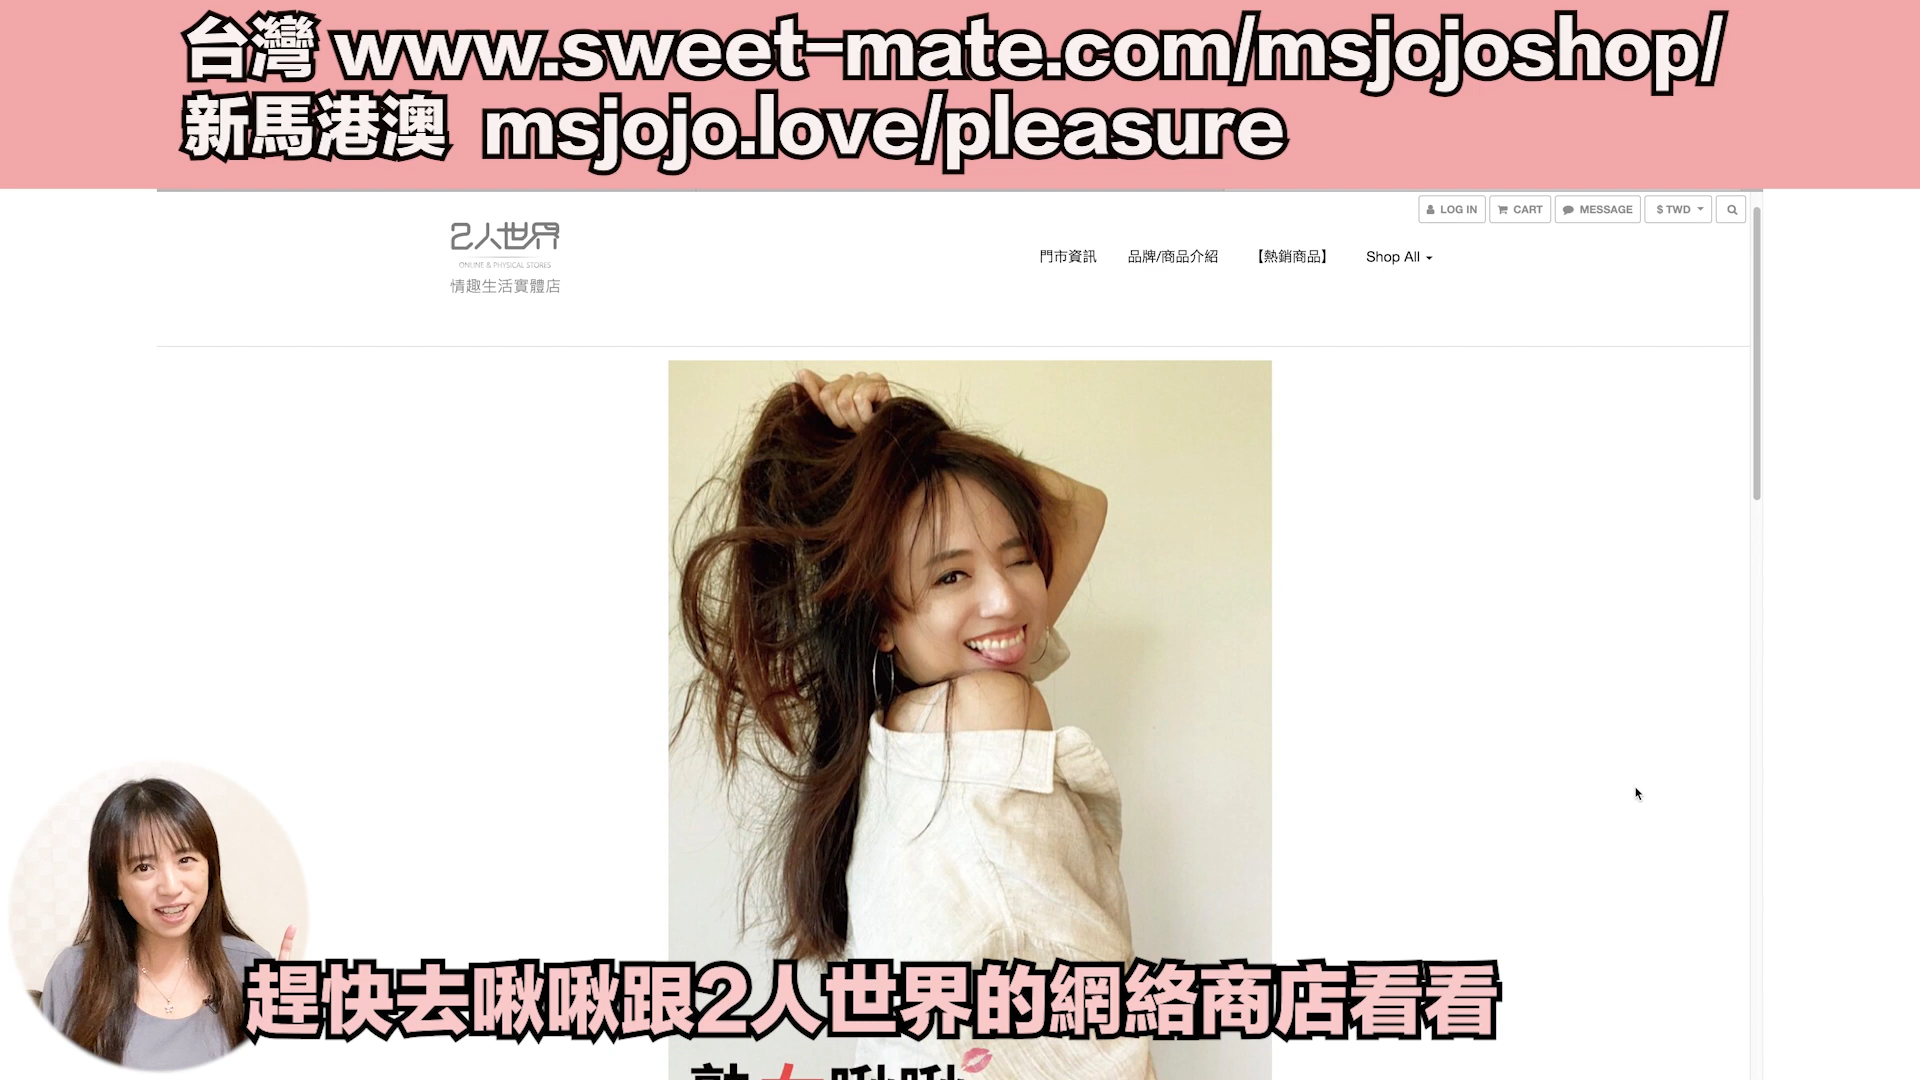 台灣 www.sweet-mate.com/msjojoshop/
新馬港澳 msjojo.love/pleasure
LOG IN
CART
MESSAGE
$ TWD
2人世界
ONLINE & PHYSICAL STORES
情趣生活實體店
門市資訊
品牌/商品介紹
【熱銷商品】
Shop All
趕快去啾啾跟2人世界的網絡商店看看